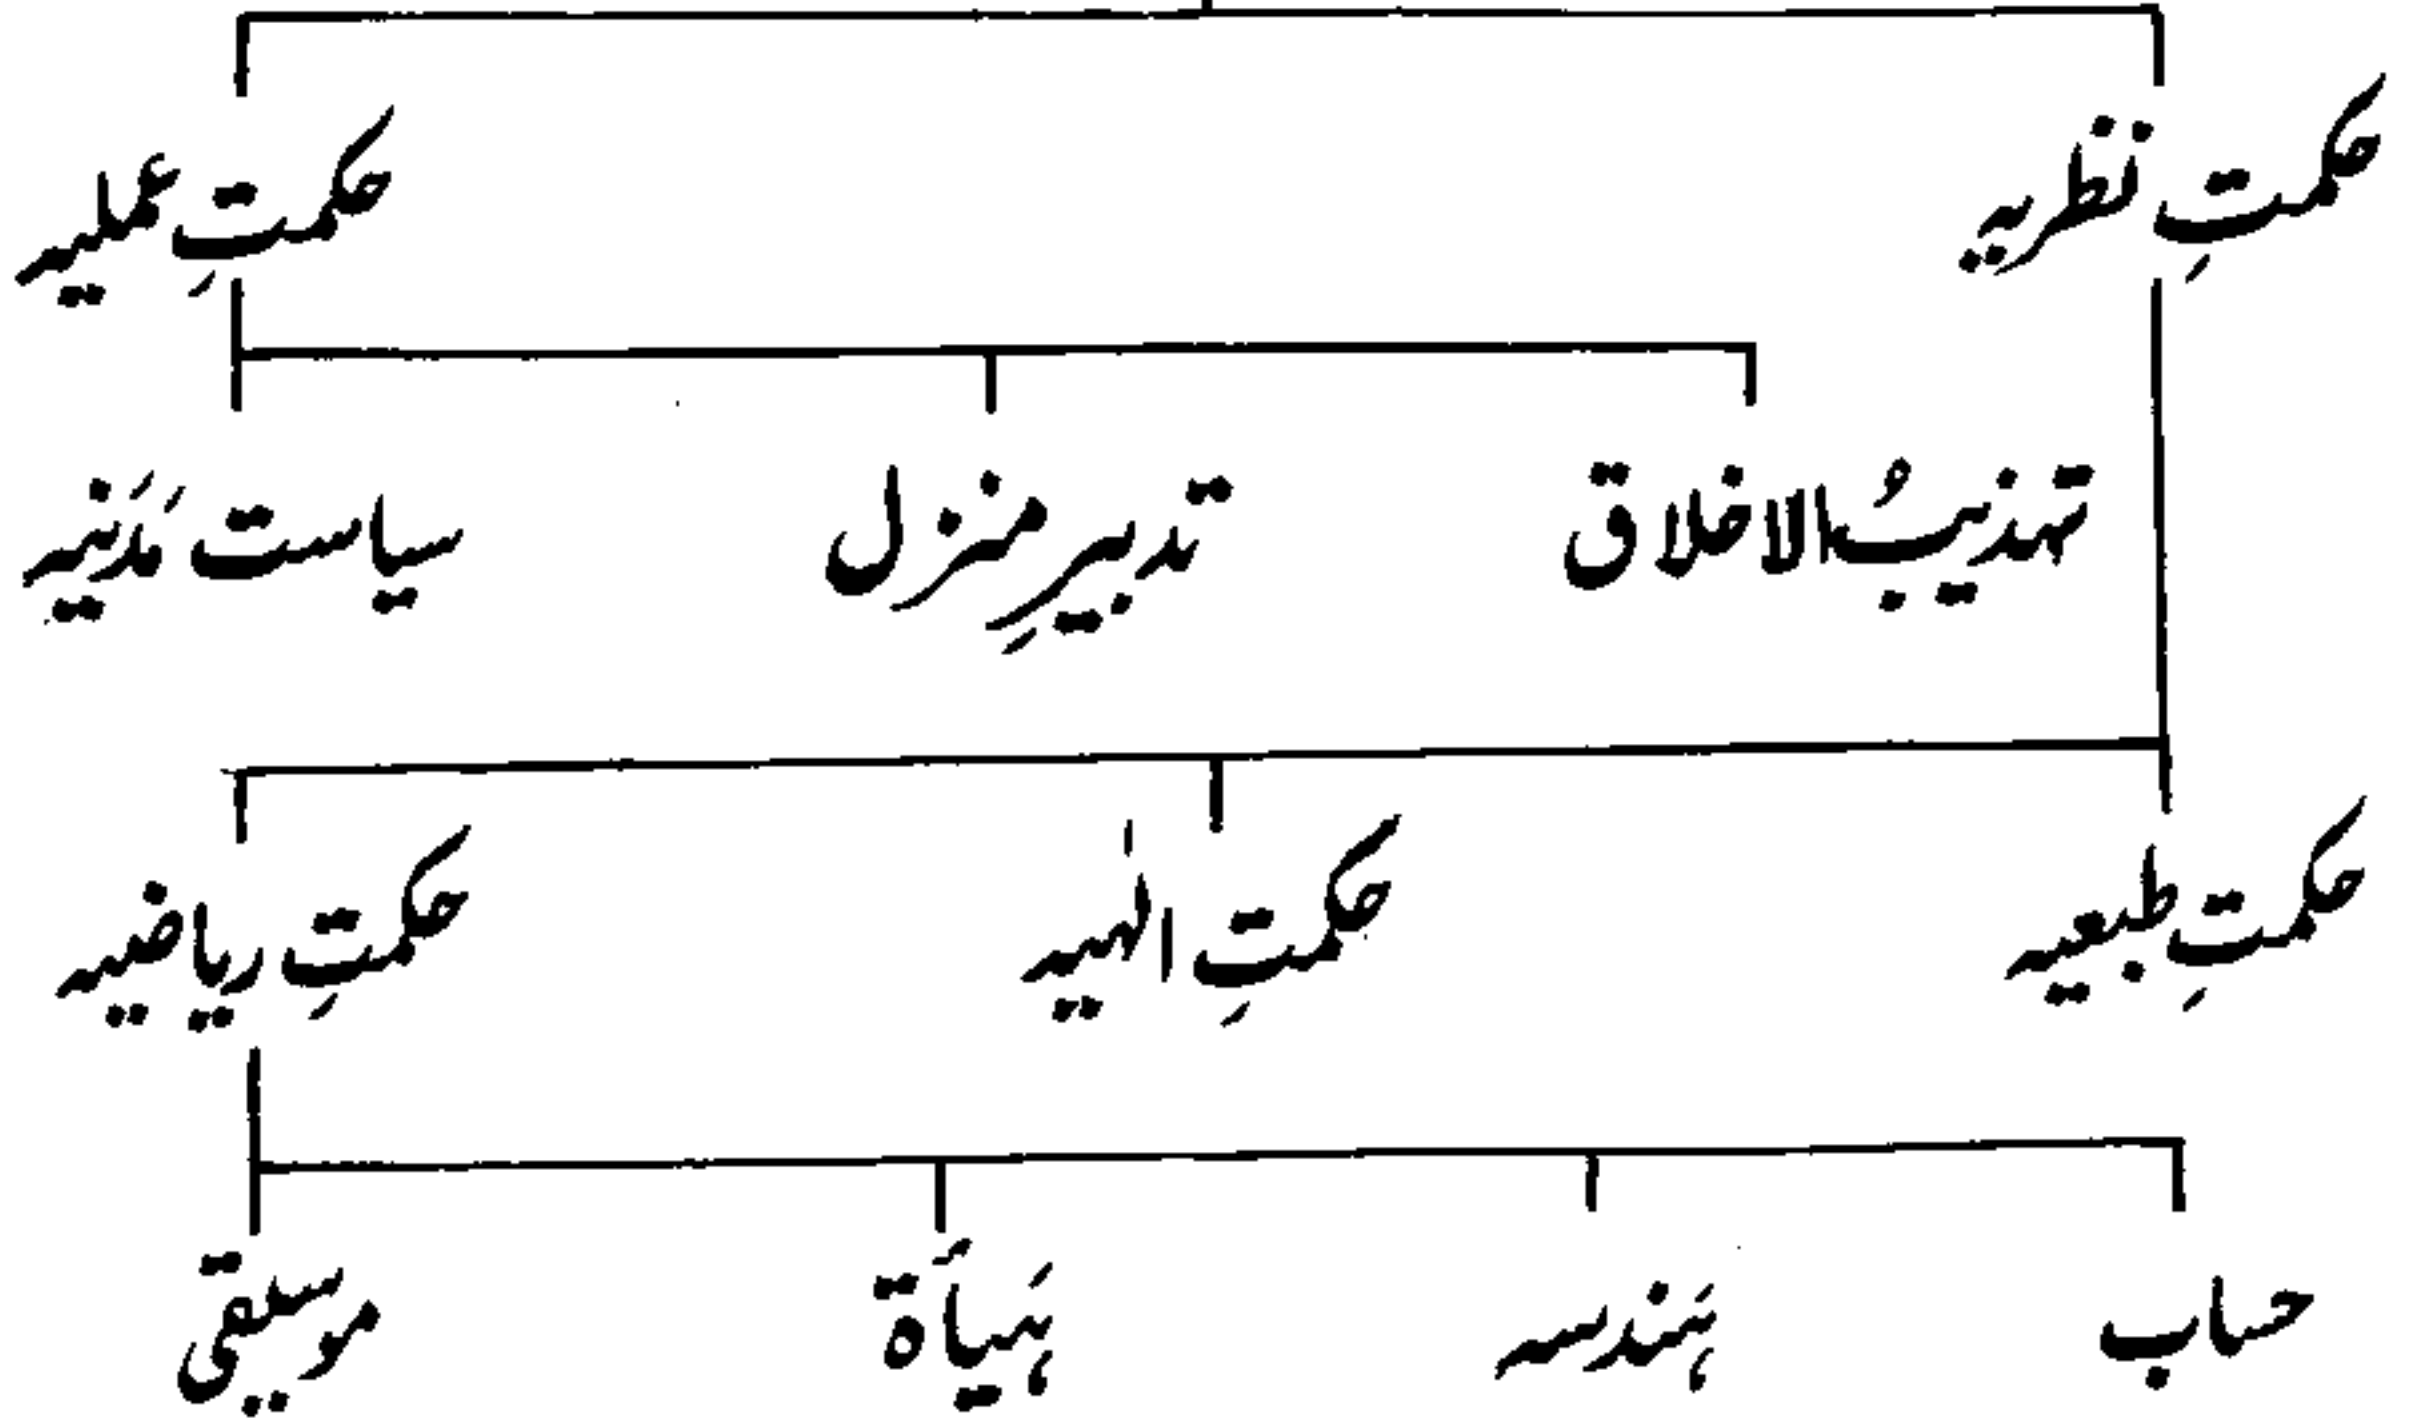 حکمتِ نظریہ حکمتِ عملیہ
تہذیبُ الاخلاق تدبیرِ منزل سیاست مَدَنیہ
حکمتِ طبعیہ حکمتِ الٰہیہ حکمتِ ریاضیہ
حساب ہَندسہ ہَیأۃ موسیقی